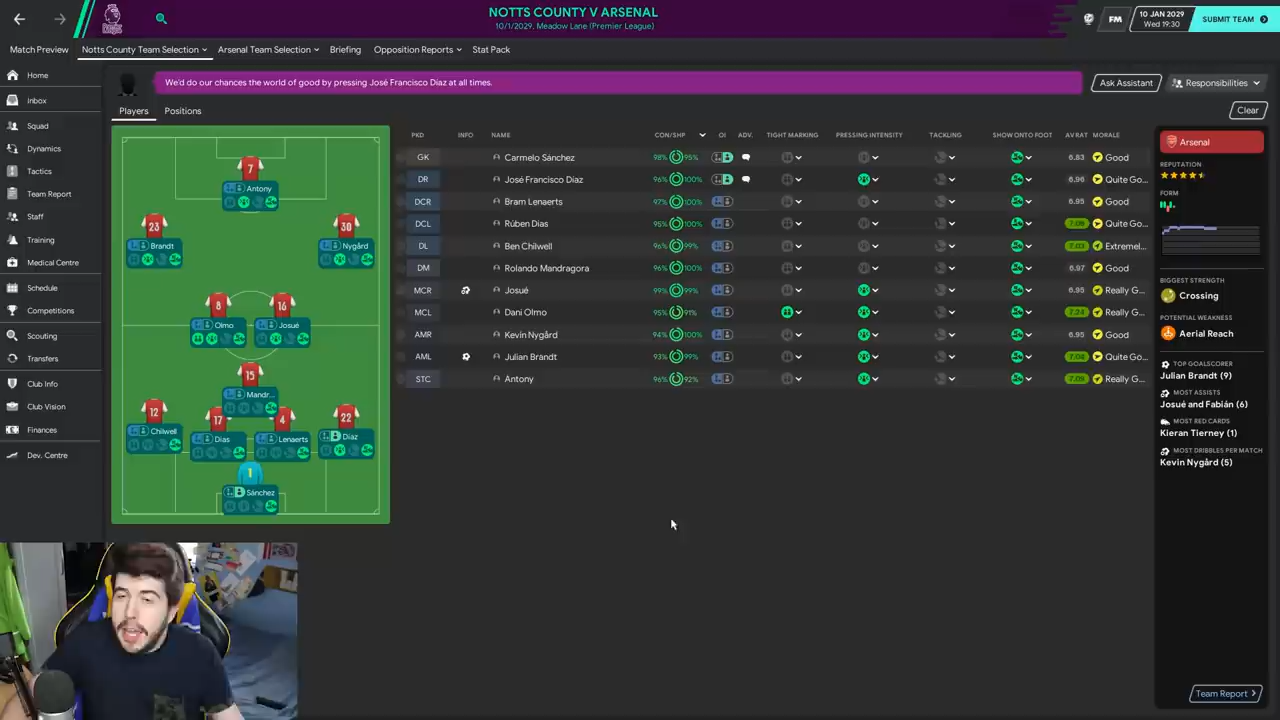 NOTTS COUNTY V ARSENAL
10/1/2029, Meadow Lane (Premier League)
FM
10 JAN 2029
Wed 19:30
SUBMIT TEAM
Match Preview
Notts County Team Selection
Arsenal Team Selection
Briefing
Opposition Reports
Stat Pack
Home
Inbox
Squad
Dynamics
Tactics
Team Report
Staff
Training
Medical Centre
Schedule
Competitions
Scouting
Transfers
Club Info
Club Vision
Finances
Dev. Centre
We'd do our chances the world of good by pressing José Francisco Díaz at all times.
Ask Assistant
Responsibilities
Players
Positions
Clear
7
Antony
23
Brandt
30
Nygård
8
Olmo
16
Josué
15
Mandr...
12
Chilwell
17
Dias
4
Lenaerts
22
Díaz
1
Sánchez
PKD INFO NAME CON/SHP OI ADV. TIGHT MARKING PRESSING INTENSITY TACKLING SHOW ONTO FOOT AV RAT MORALE
GK Carmelo Sánchez 98% 95% 6.83 Good
DR José Francisco Díaz 96% 100% 6.96 Quite Go...
DCR Bram Lenaerts 97% 100% 6.95 Good
DCL Rúben Dias 95% 100% Quite Go...
DL Ben Chilwell 96% 99% 7.03 Extremel...
DM Rolando Mandragora 96% 100% 6.97 Good
MCR Josué 99% 99% 6.95 Really G...
MCL Dani Olmo 95% 91% 7.24 Really G...
AMR Kevin Nygård 94% 100% 6.95 Good
AML Julian Brandt 93% 99% Quite Go...
STC Antony 96% 92% Really G...
Arsenal
REPUTATION
FORM
BIGGEST STRENGTH
Crossing
POTENTIAL WEAKNESS
Aerial Reach
TOP GOALSCORER
Julian Brandt (9)
MOST ASSISTS
Josué and Fabián (6)
MOST RED CARDS
Kieran Tierney (1)
MOST DRIBBLES PER MATCH
Kevin Nygård (5)
Team Report